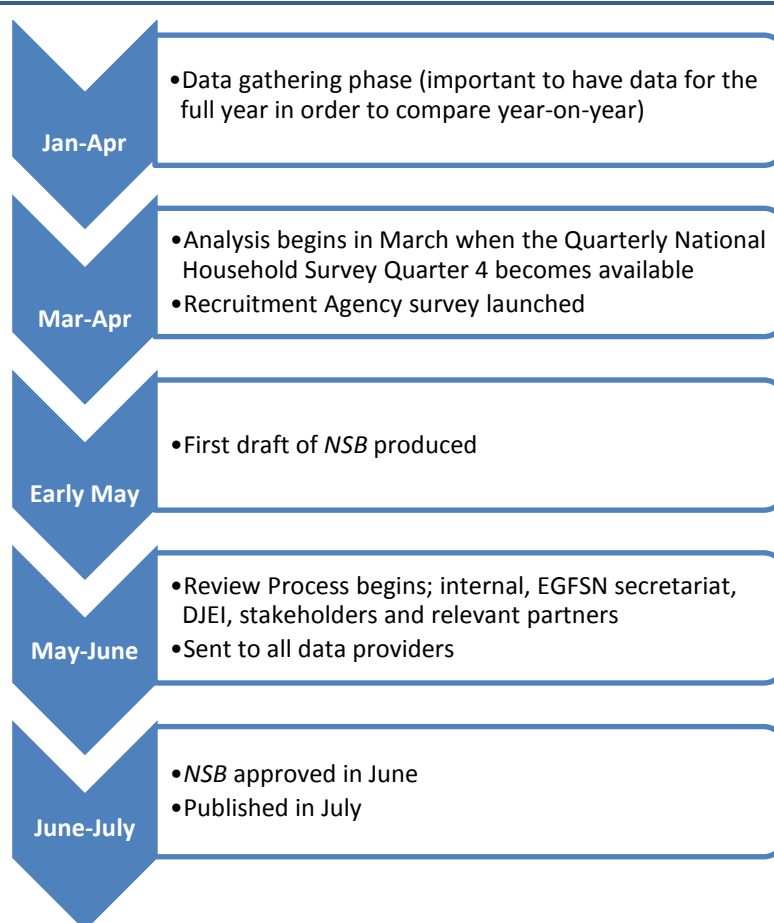 Jan-Apr
•Data gathering phase (important to have data for the
full year in order to compare year-on-year)
Mar-Apr
•Analysis begins in March when the Quarterly National
Household Survey Quarter 4 becomes available
•Recruitment Agency survey launched
Early May
•First draft of NSB produced
May-June
•Review Process begins; internal, EGFSN secretariat,
DJEI, stakeholders and relevant partners
•Sent to all data providers
June-July
•NSB approved in June
•Published in July